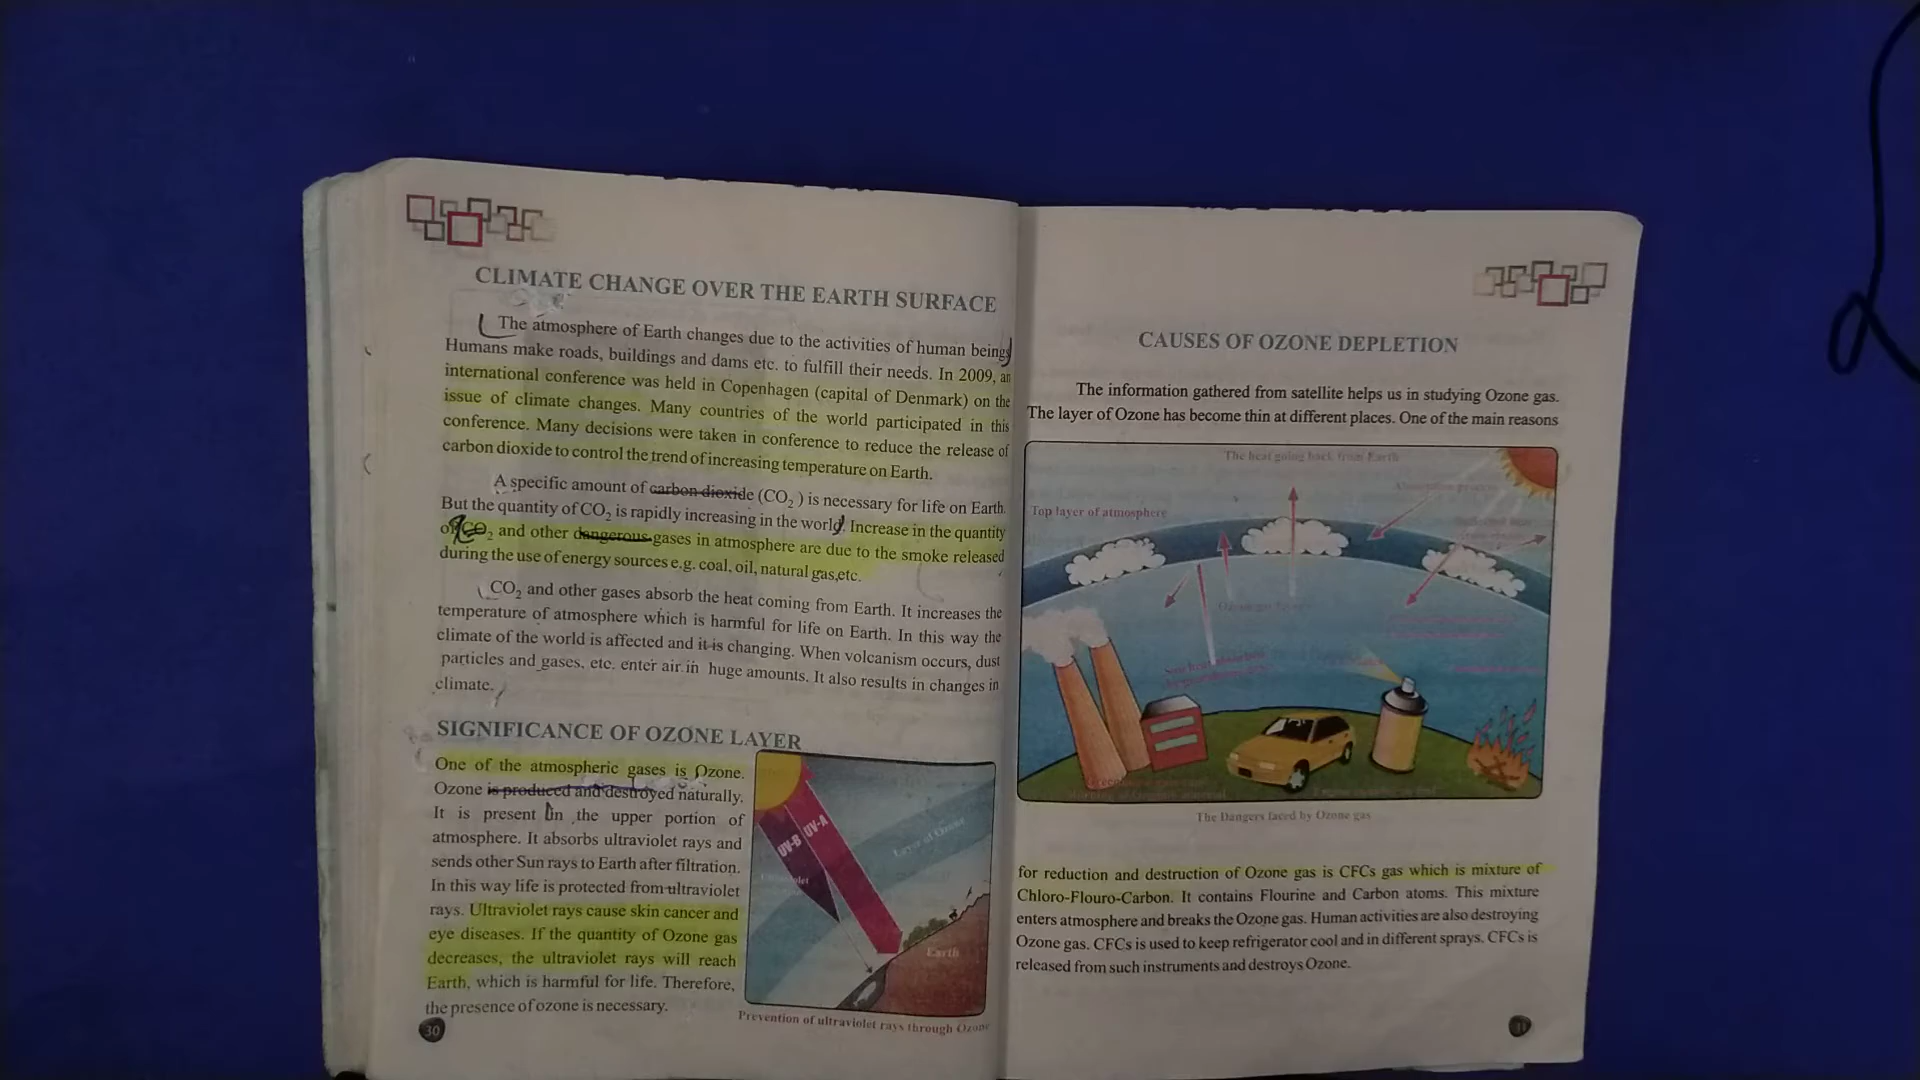 CLIMATE CHANGE OVER THE EARTH SURFACE
The atmosphere of Earth changes due to the activities of human beings
Humans make roads, buildings and dams etc. to fulfill their needs. In 2009, an
international conference was held in Copenhagen (capital of Denmark) on the
issue of climate changes. Many countries of the world participated in this
conference. Many decisions were taken in conference to reduce the release of
carbon dioxide to control the trend of increasing temperature on Earth.
A specific amount of carbon dioxide (CO₂) is necessary for life on Earth.
But the quantity of CO₂ is rapidly increasing in the world. Increase in the quantity
of CO₂ and other dangerous gases in atmosphere are due to the smoke released
during the use of energy sources e.g. coal, oil, natural gas,etc.
CO₂ and other gases absorb the heat coming from Earth. It increases the
temperature of atmosphere which is harmful for life on Earth. In this way the
climate of the world is affected and it is changing. When volcanism occurs, dust
particles and gases, etc. enter air in huge amounts. It also results in changes in
climate.
SIGNIFICANCE OF OZONE LAYER
One of the atmospheric gases is Ozone.
Ozone is produced and destroyed naturally.
It is present in the upper portion of
atmosphere. It absorbs ultraviolet rays and
sends other Sun rays to Earth after filtration.
In this way life is protected from ultraviolet
rays. Ultraviolet rays cause skin cancer and
eye diseases. If the quantity of Ozone gas
decreases, the ultraviolet rays will reach
Earth, which is harmful for life. Therefore,
the presence of ozone is necessary.
UV-B
UV-A
Layer of Ozone
Earth
Prevention of ultraviolet rays through Ozone
30
CAUSES OF OZONE DEPLETION
The information gathered from satellite helps us in studying Ozone gas.
The layer of Ozone has become thin at different places. One of the main reasons
The heat going back from Earth
Top layer of atmosphere
The Dangers faced by Ozone gas
for reduction and destruction of Ozone gas is CFCs gas which is mixture of
Chloro-Flouro-Carbon. It contains Flourine and Carbon atoms. This mixture
enters atmosphere and breaks the Ozone gas. Human activities are also destroying
Ozone gas. CFCs is used to keep refrigerator cool and in different sprays. CFCs is
released from such instruments and destroys Ozone.